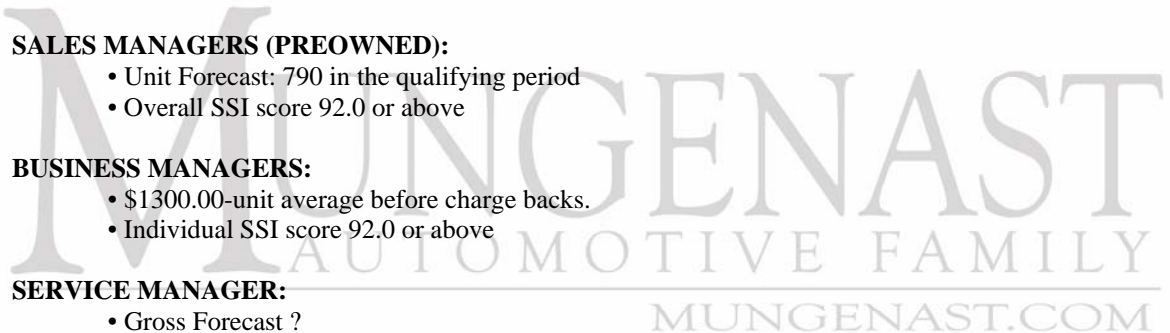 SALES MANAGERS (PREOWNED):
• Unit Forecast: 790 in the qualifying period
• Overall SSI score 92.0 or above
BUSINESS MANAGERS:
• $1300.00-unit average before charge backs.
• Individual SSI score 92.0 or above
SERVICE MANAGER:
• Gross Forecast ?
MUNGENAST
AUTOMOTIVE FAMILY
MUNGENAST.COM